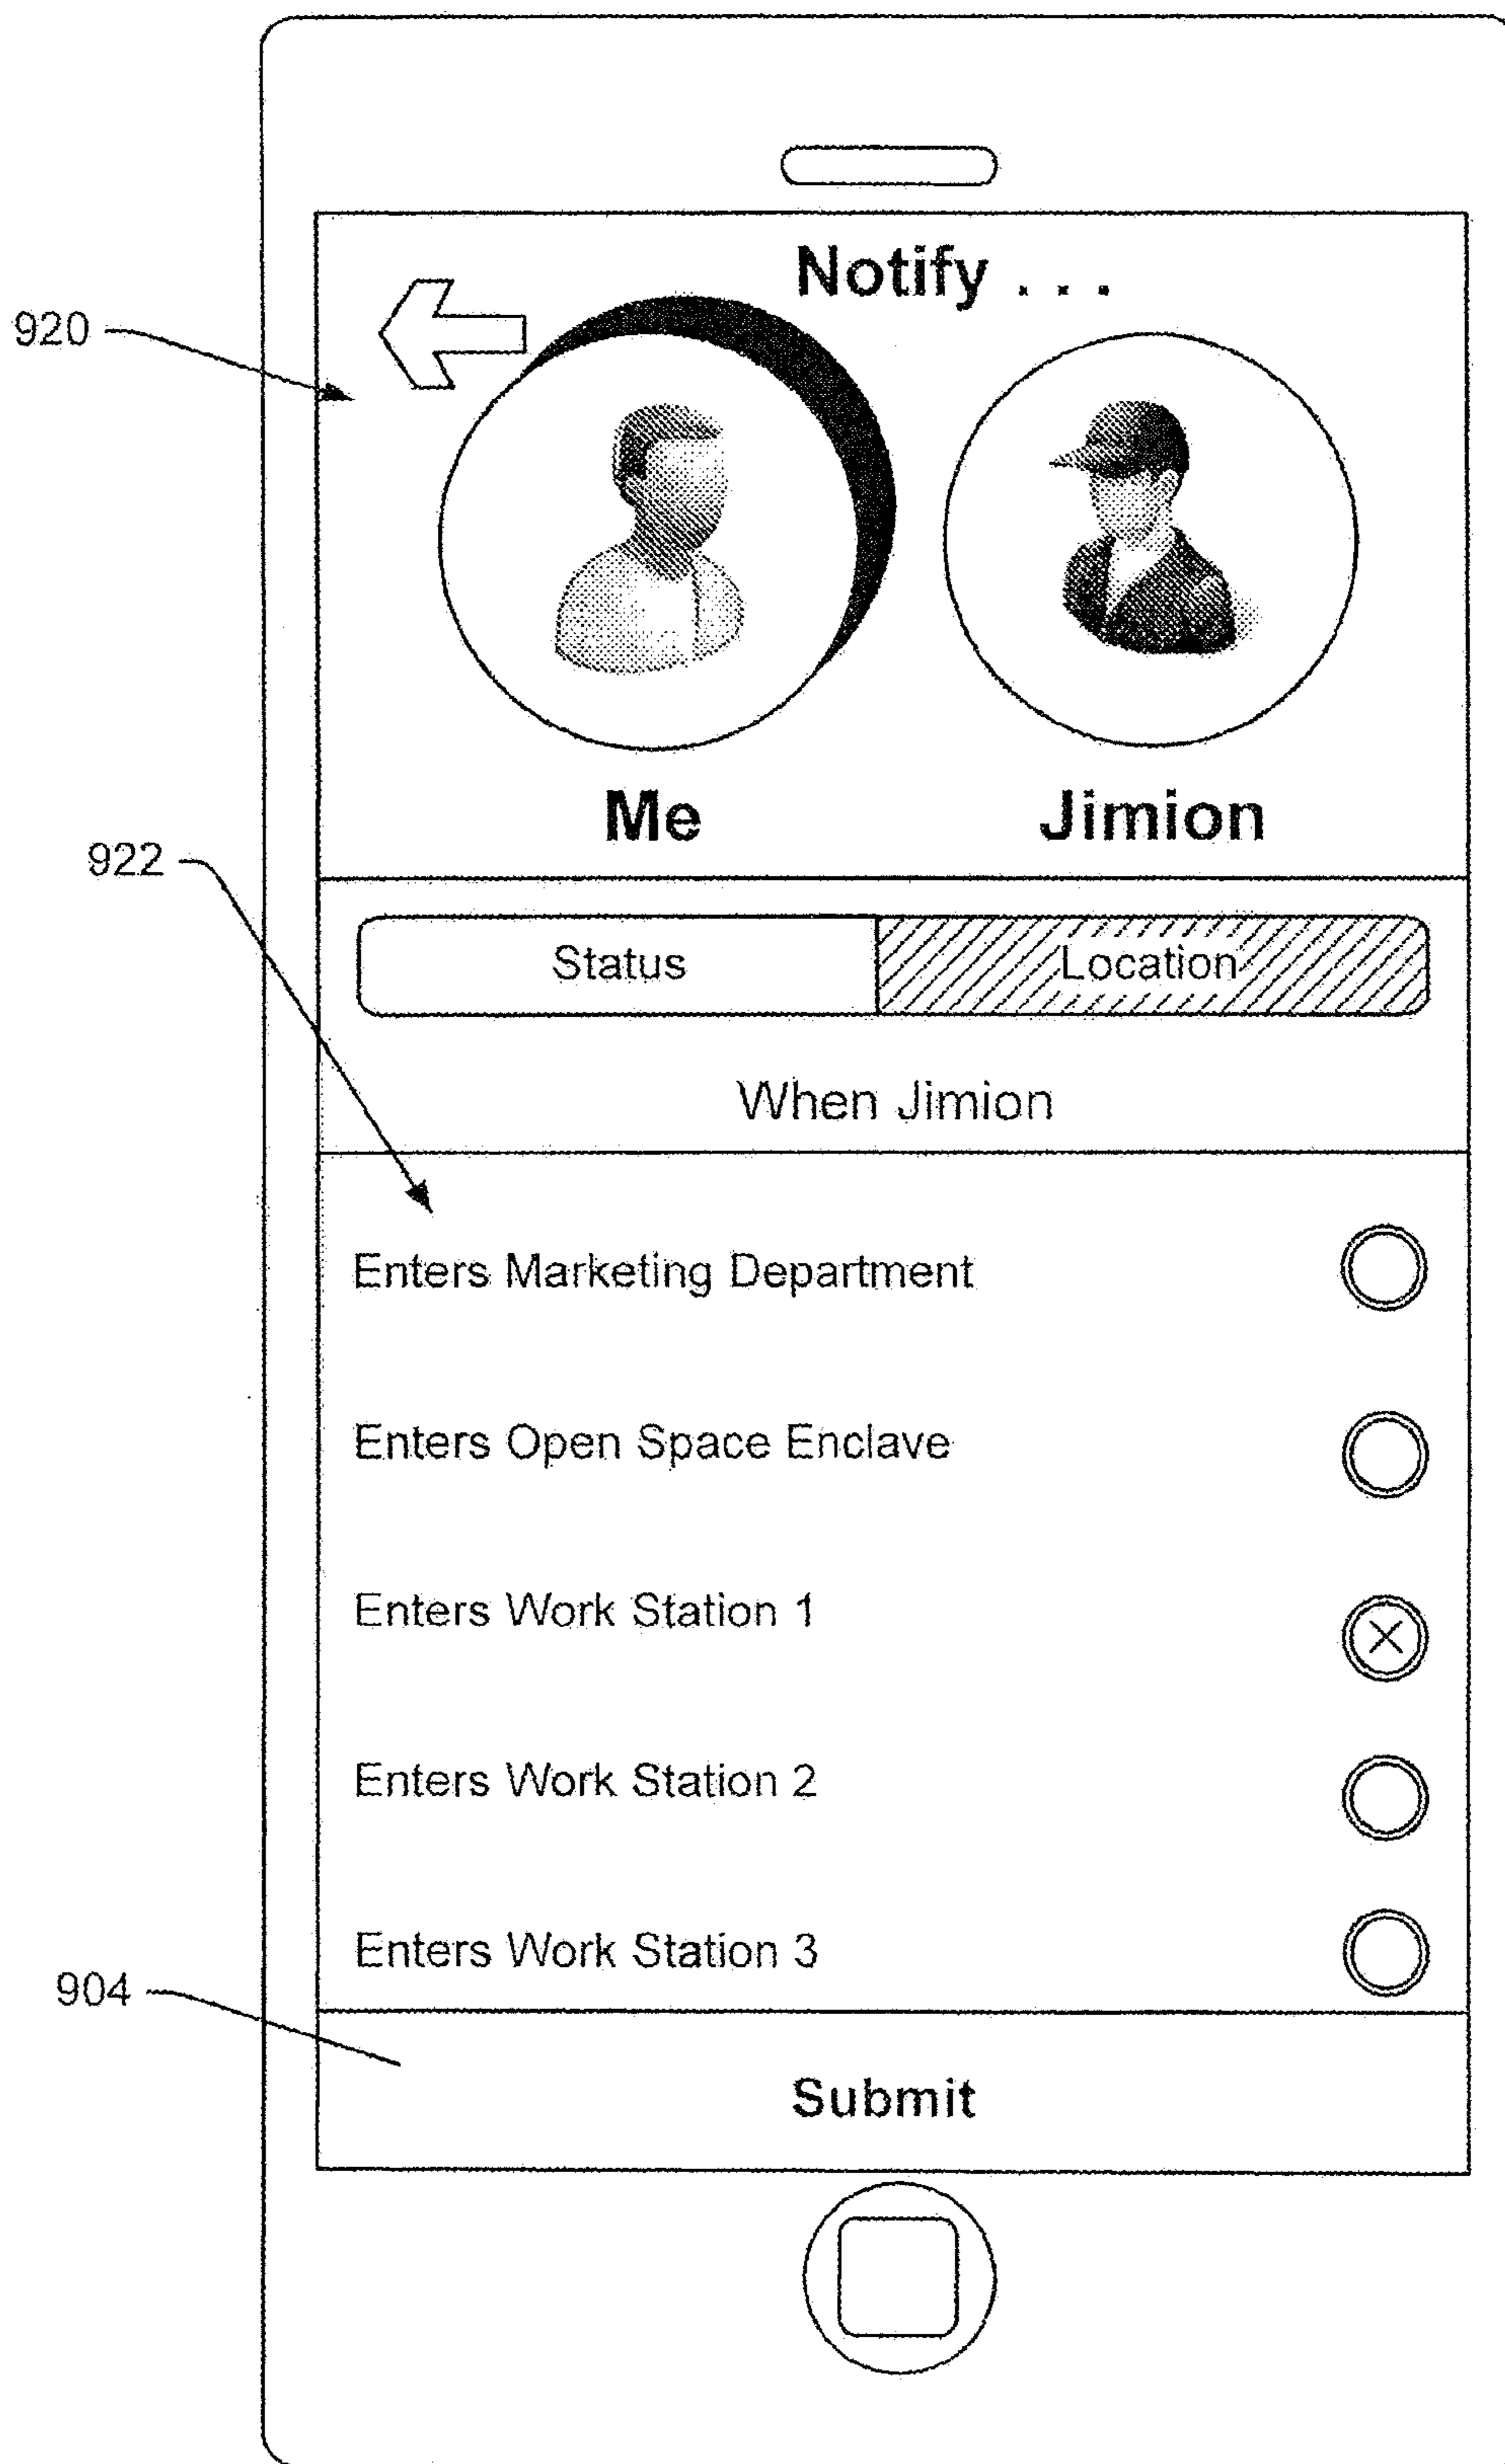 Notify . . .
920
Me Jimion
922
Status Location
When Jimion
Enters Marketing Department
Enters Open Space Enclave
Enters Work Station 1
Enters Work Station 2
Enters Work Station 3
904
Submit